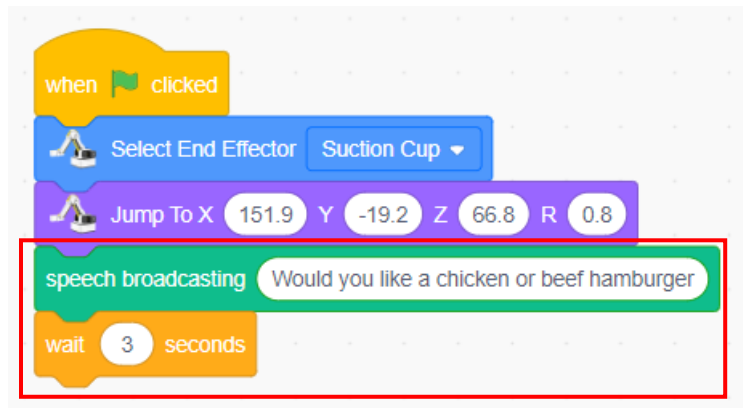 when clicked
Select End Effector Suction Cup
Jump To X 151.9 Y -19.2 Z 66.8 R 0.8
speech broadcasting Would you like a chicken or beef hamburger
wait 3 seconds